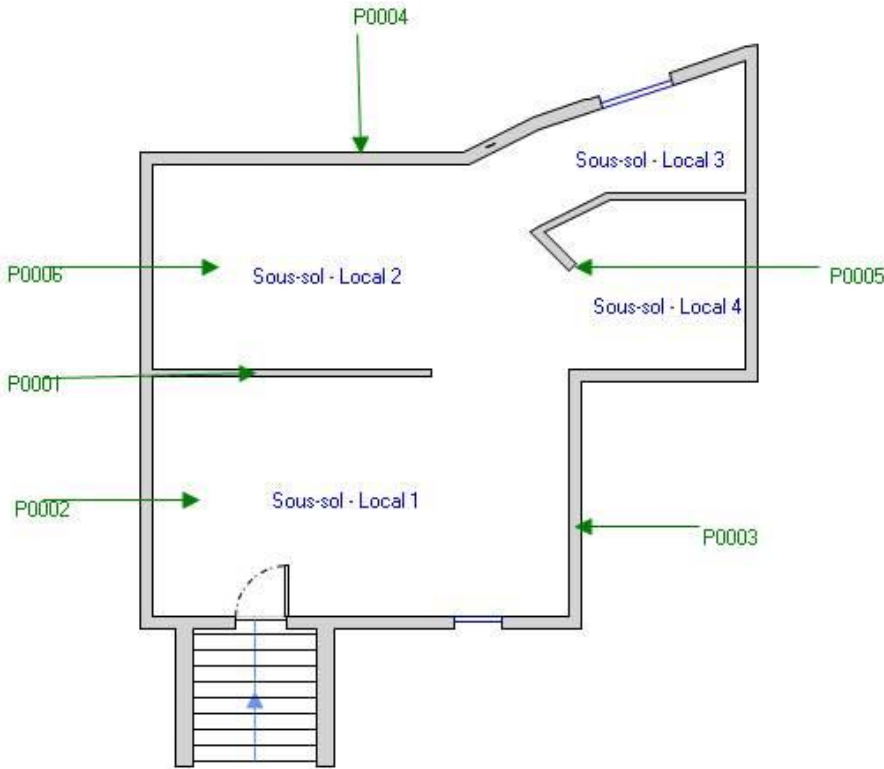 P0004
Sous-sol - Local 3
P0006
Sous-sol - Local 2
P0005
Sous-sol - Local 4
P0001
P0002
Sous-sol - Local 1
P0003